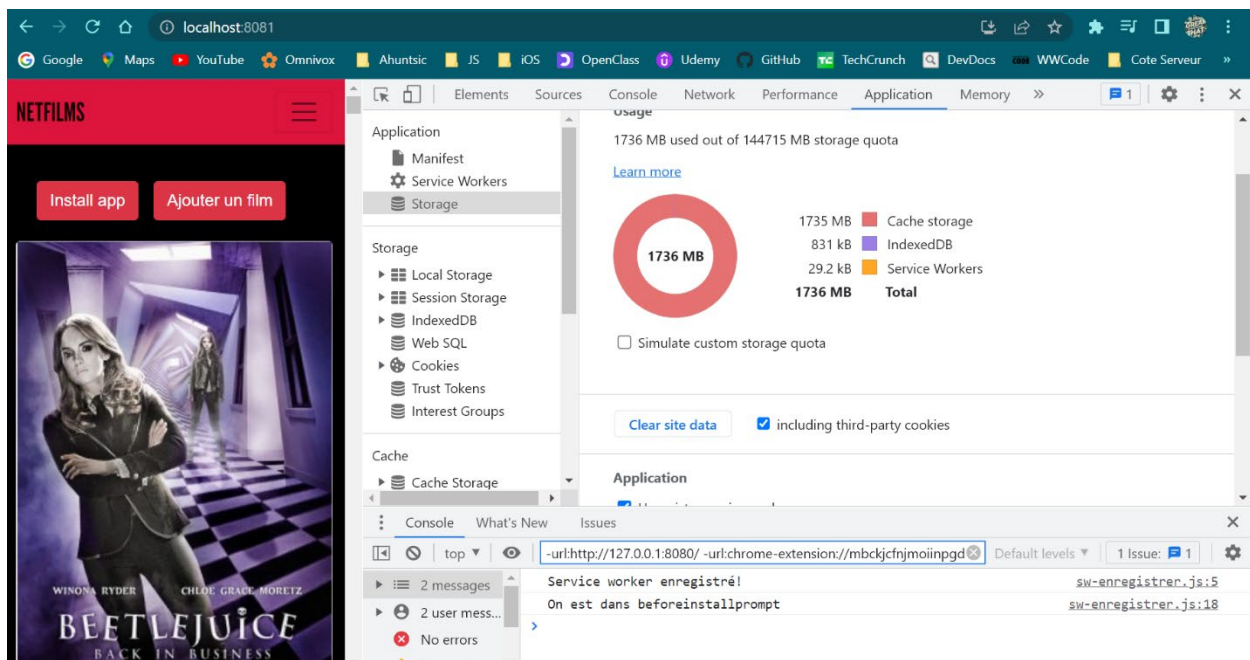 localhost:8081
Google Maps YouTube Omnivox Ahuntsic JS iOS OpenClass Udemy GitHub TechCrunch DevDocs WWCode Cote Serveur »
NETFILMS
Install app Ajouter un film
WINONA RYDER CHLOE GRACE MORETZ
BEETLEJUICE
BACK IN BUSINESS
Elements Sources Console Network Performance Application Memory » 1
Application
Manifest
Service Workers
Storage
Storage
Local Storage
Session Storage
IndexedDB
Web SQL
Cookies
Trust Tokens
Interest Groups
Cache
Cache Storage
Usage
1736 MB used out of 144715 MB storage quota
Learn more
1736 MB
1735 MB Cache storage
831 kB IndexedDB
29.2 kB Service Workers
1736 MB Total
Simulate custom storage quota
Clear site data including third-party cookies
Application
Console What's New Issues
top -url:http://127.0.0.1:8080/ -url:chrome-extension://mbckjcfnjmoiinpgd Default levels 1 Issue: 1
2 messages
2 user mess...
No errors
Service worker enregistré! sw-enregistrer.js:5
On est dans beforeinstallprompt sw-enregistrer.js:18